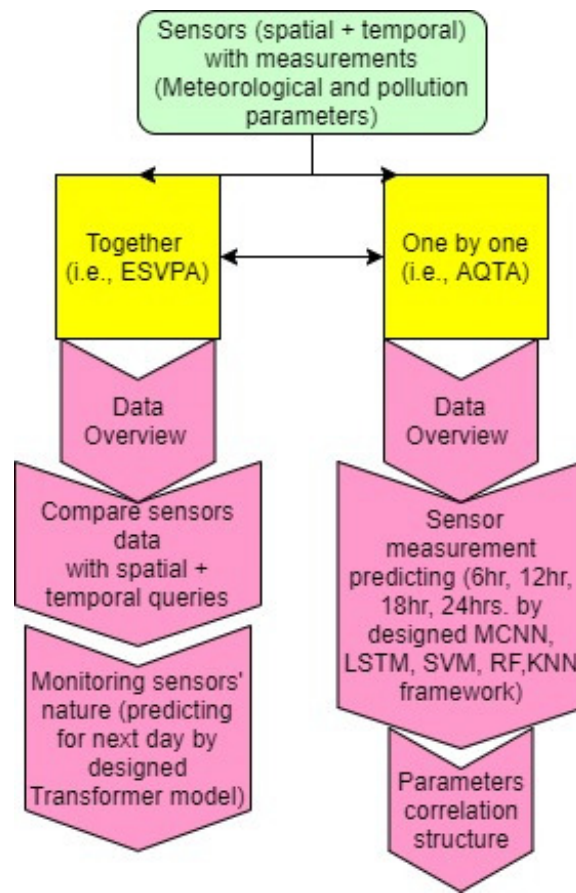 Sensors (spatial + temporal)
with measurements
(Meteorological and pollution
parameters)
Together
(i.e., ESVPA)
One by one
(i.e., AQTA)
Data
Overview
Compare sensors
data
with spatial +
temporal queries
Monitoring sensors'
nature (predicting
for next day by
designed
Transformer model)
Data
Overview
Sensor
measurement
predicting (6hr, 12hr,
18hr, 24hrs. by
designed MCNN,
LSTM, SVM, RF,KNN
framework)
Parameters
correlation
structure